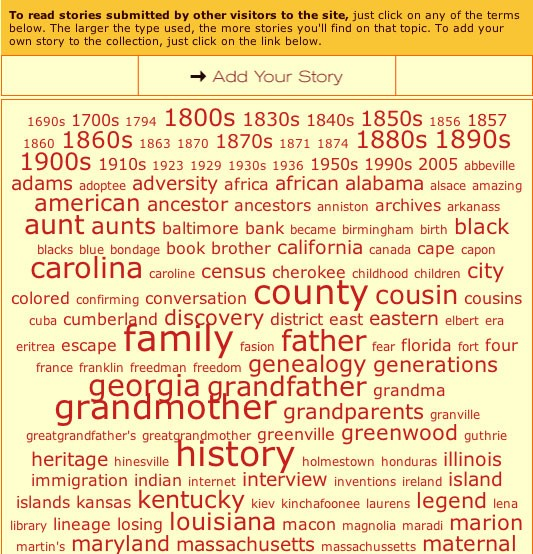 To read stories submitted by other visitors to the site, just click on any of the terms
below. The larger the type used, the more stories you'll find on that topic. To add your
own story to the collection, just click on the link below.
➞ Add Your Story
1690s 1700s 1794 1800s 1830s 1840s 1850s 1856 1857
1860 1860s 1863 1870 1870s 1871 1874 1880s 1890s
1900s 1910s 1923 1929 1930s 1936 1950s 1990s 2005 abbeville
adams adoptee adversity africa african alabama alsace amazing
american ancestor ancestors anniston archives arkanass
aunt aunts baltimore bank became birmingham birth black
blacks blue bondage book brother california canada cape capon
carolina caroline census cherokee childhood children city
colored confirming conversation county cousin cousins
cuba cumberland discovery district east eastern elbert era
eritrea escape family fasion father fear florida fort four
france franklin freedman freedom genealogy generations
georgia grandfather grandma
grandmother grandparents granville
greatgrandfather's greatgrandmother greenville greenwood guthrie
heritage hinesville history holmestown honduras illinois
immigration indian internet interview inventions ireland island
islands kansas kentucky kiev kinchafoonee laurens legend lena
library lineage losing louisiana macon magnolia maradi marion
martin's maryland massachusetts massachussetts maternal